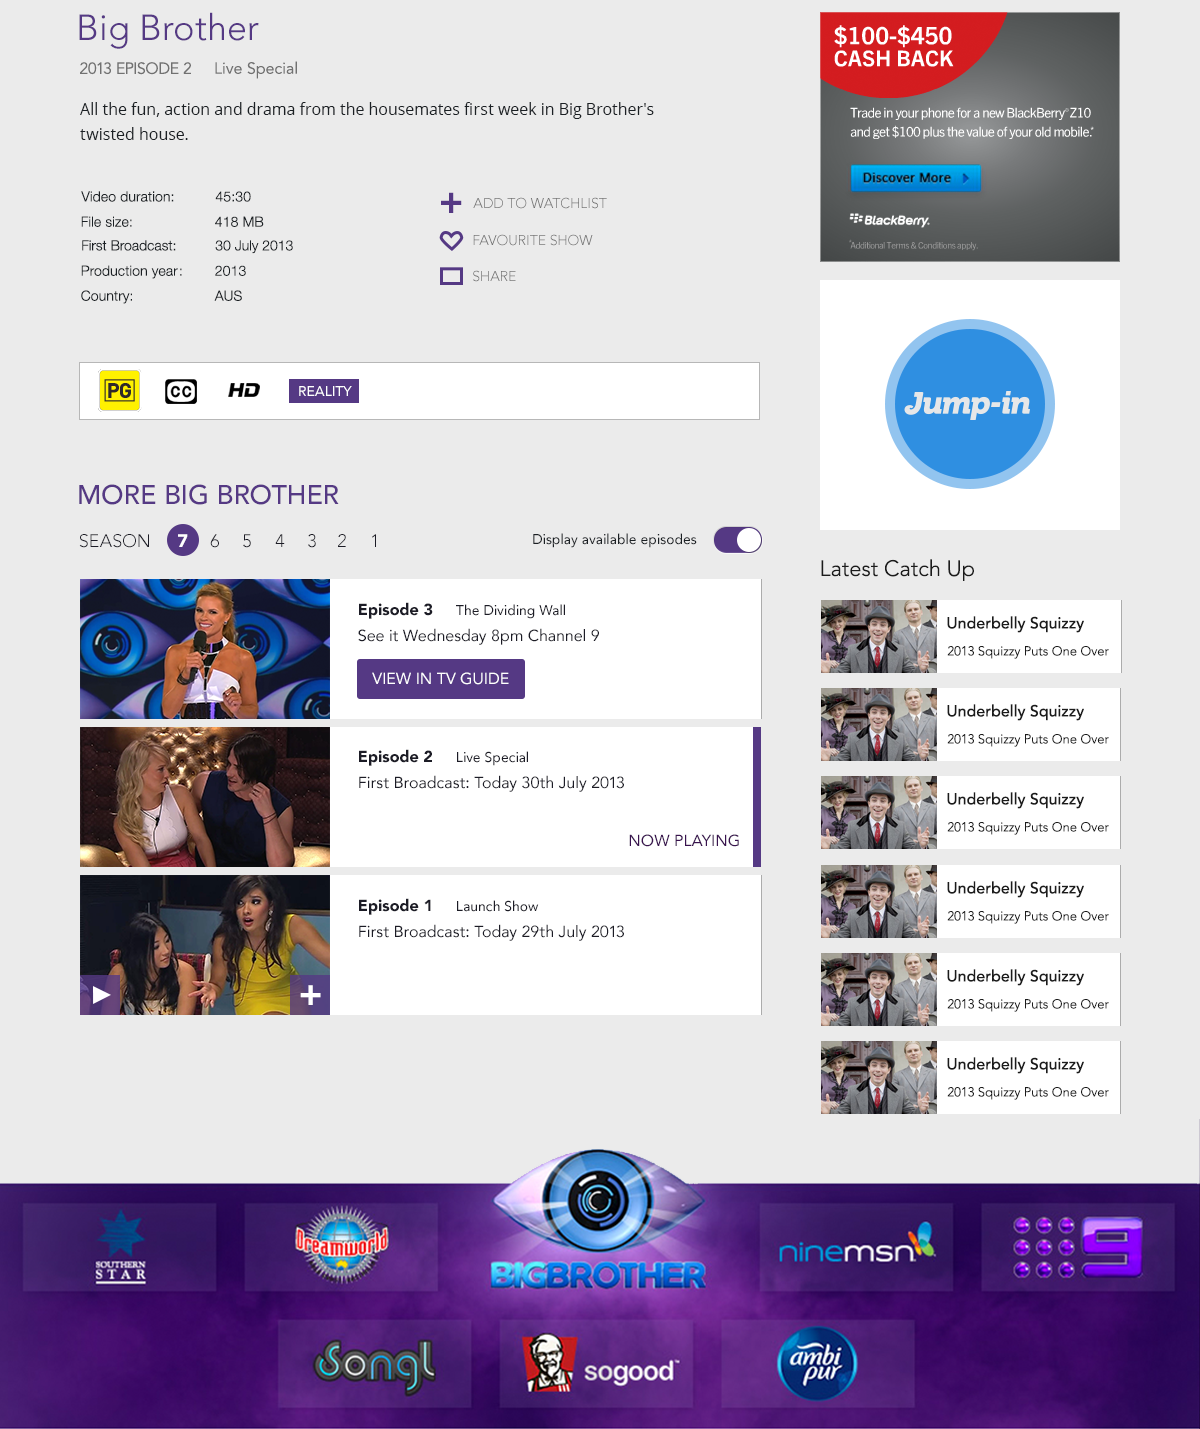 Big Brother
2013 EPISODE 2 Live Special
All the fun, action and drama from the housemates first week in Big Brother's
twisted house.
Video duration: 45:30
File size: 418 MB
First Broadcast: 30 July 2013
Production year: 2013
Country: AUS
ADD TO WATCHLIST
FAVOURITE SHOW
SHARE
PG CC HD REALITY
MORE BIG BROTHER
SEASON 7 6 5 4 3 2 1
Display available episodes
Episode 3 The Dividing Wall
See it Wednesday 8pm Channel 9
VIEW IN TV GUIDE
Episode 2 Live Special
First Broadcast: Today 30th July 2013
NOW PLAYING
Episode 1 Launch Show
First Broadcast: Today 29th July 2013
$100-$450
CASH BACK
Trade in your phone for a new BlackBerry® Z10
and get $100 plus the value of your old mobile.*
Discover More
BlackBerry.
*Additional Terms & Conditions apply.
Jump-in
Latest Catch Up
Underbelly Squizzy
2013 Squizzy Puts One Over
Underbelly Squizzy
2013 Squizzy Puts One Over
Underbelly Squizzy
2013 Squizzy Puts One Over
Underbelly Squizzy
2013 Squizzy Puts One Over
Underbelly Squizzy
2013 Squizzy Puts One Over
Underbelly Squizzy
2013 Squizzy Puts One Over
SOUTHERN
STAR
Dreamworld
BIGBROTHER
ninemsn
9
Songl
KFC
sogood™
ambi
pur